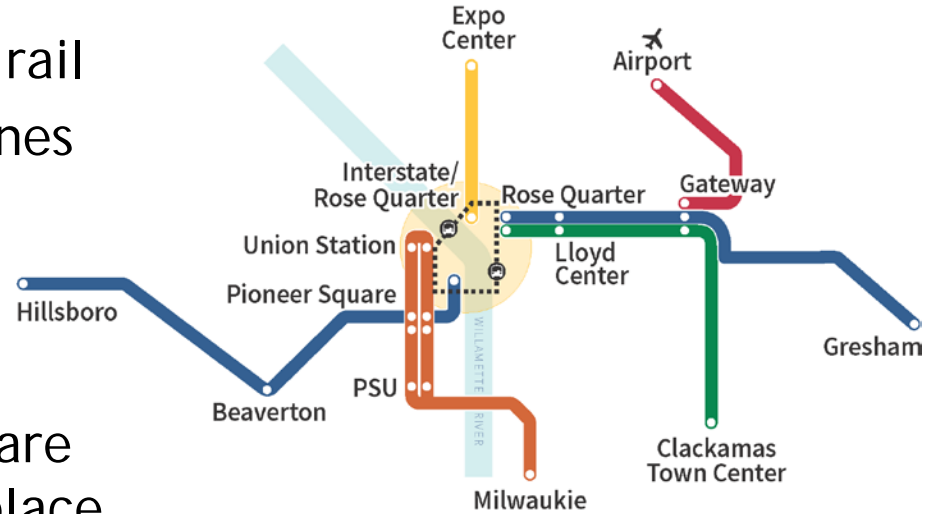 rail
nes
are
place
Expo
Center
Airport
Interstate/
Rose Quarter
Rose Quarter
Gateway
Union Station
Lloyd
Center
Pioneer Square
Hillsboro
WILLAMETTE RIVER
Gresham
PSU
Beaverton
Clackamas
Town Center
Milwaukie